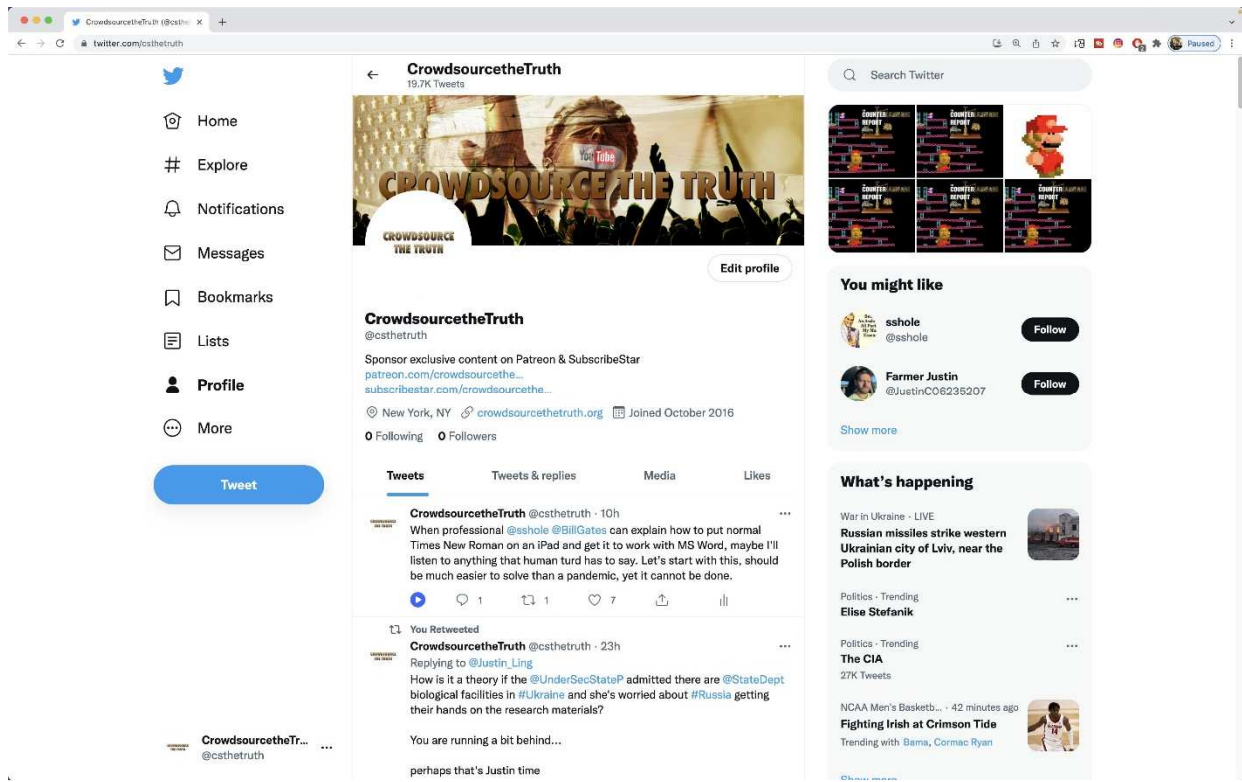 CrowdsourcetheTruth (@csthe
twitter.com/csthetruth
Paused
Home
Explore
Notifications
Messages
Bookmarks
Lists
Profile
More
Tweet
CrowdsourcetheTr...
@csthetruth
CrowdsourcetheTruth
19.7K Tweets
YouTube
CROWDSOURCE THE TRUTH
CROWDSOURCE
THE TRUTH
Edit profile
CrowdsourcetheTruth
@csthetruth
Sponsor exclusive content on Patreon & SubscribeStar
patreon.com/crowdsourcethe...
subscribestar.com/crowdsourcethe...
New York, NY crowdsourcethetruth.org Joined October 2016
0 Following 0 Followers
Tweets Tweets & replies Media Likes
CrowdsourcetheTruth @csthetruth · 10h
When professional @sshole @BillGates can explain how to put normal
Times New Roman on an iPad and get it to work with MS Word, maybe I'll
listen to anything that human turd has to say. Let's start with this, should
be much easier to solve than a pandemic, yet it cannot be done.
1 1 7
You Retweeted
CrowdsourcetheTruth @csthetruth · 23h
Replying to @Justin_Ling
How is it a theory if the @UnderSecStateP admitted there are @StateDept
biological facilities in #Ukraine and she's worried about #Russia getting
their hands on the research materials?
You are running a bit behind...
perhaps that's Justin time
Search Twitter
COUNTER
REPORT
COUNTER
REPORT
COUNTER
REPORT
COUNTER
REPORT
COUNTER
REPORT
You might like
sshole
@sshole
Follow
Farmer Justin
@JustinC06235207
Follow
Show more
What's happening
War in Ukraine · LIVE
Russian missiles strike western
Ukrainian city of Lviv, near the
Polish border
Politics · Trending
Elise Stefanik
Politics · Trending
The CIA
27K Tweets
NCAA Men's Basketb... · 42 minutes ago
Fighting Irish at Crimson Tide
Trending with Bama, Cormac Ryan
Show more